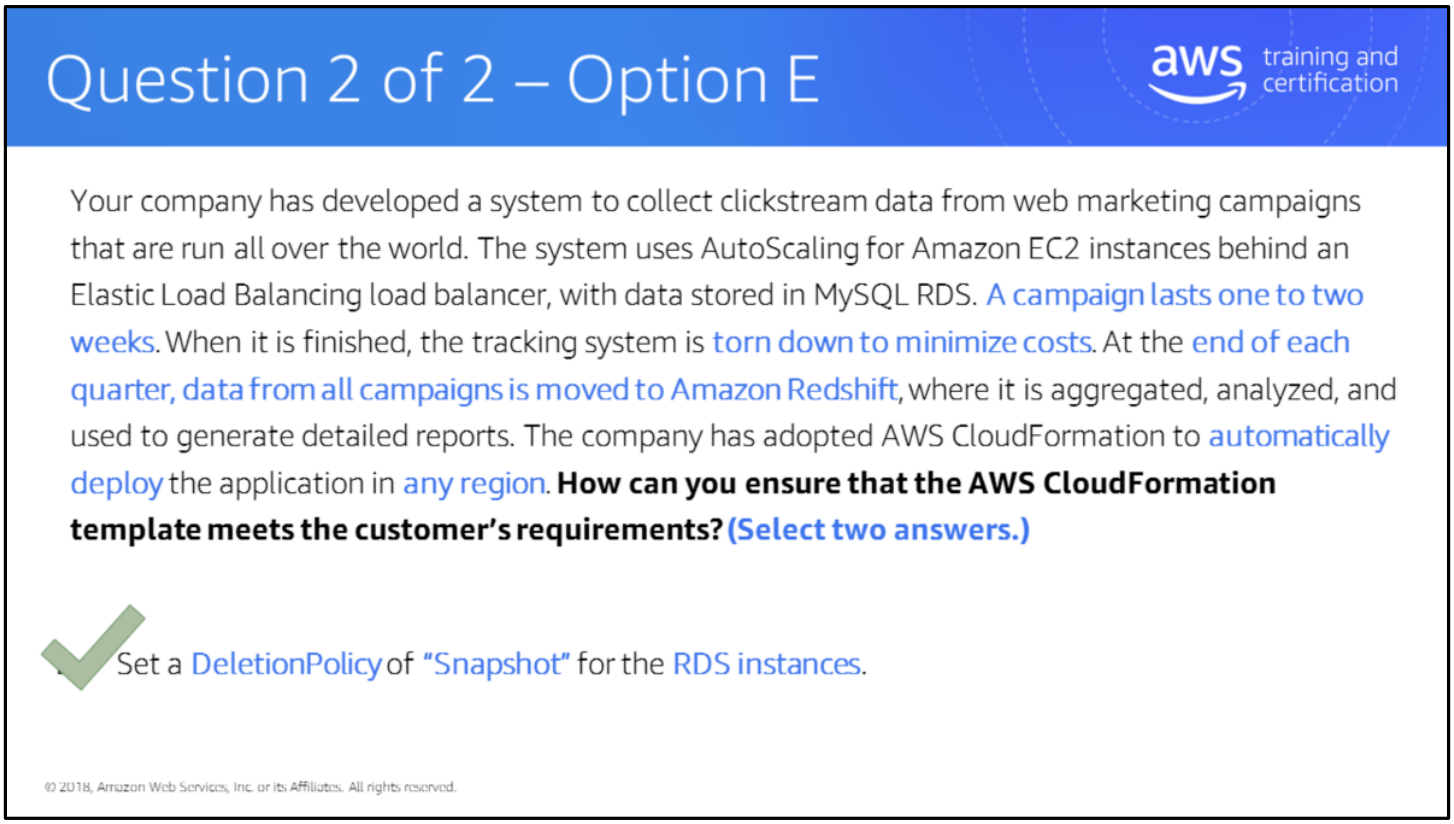 Question 2 of 2 – Option E
aws training and
certification
Your company has developed a system to collect clickstream data from web marketing campaigns
that are run all over the world. The system uses AutoScaling for Amazon EC2 instances behind an
Elastic Load Balancing load balancer, with data stored in MySQL RDS. A campaign lasts one to two
weeks. When it is finished, the tracking system is torn down to minimize costs. At the end of each
quarter, data from all campaigns is moved to Amazon Redshift, where it is aggregated, analyzed, and
used to generate detailed reports. The company has adopted AWS CloudFormation to automatically
deploy the application in any region. How can you ensure that the AWS CloudFormation
template meets the customer’s requirements? (Select two answers.)
Set a DeletionPolicy of “Snapshot” for the RDS instances.
© 2018, Amazon Web Services, Inc. or its Affiliates. All rights reserved.